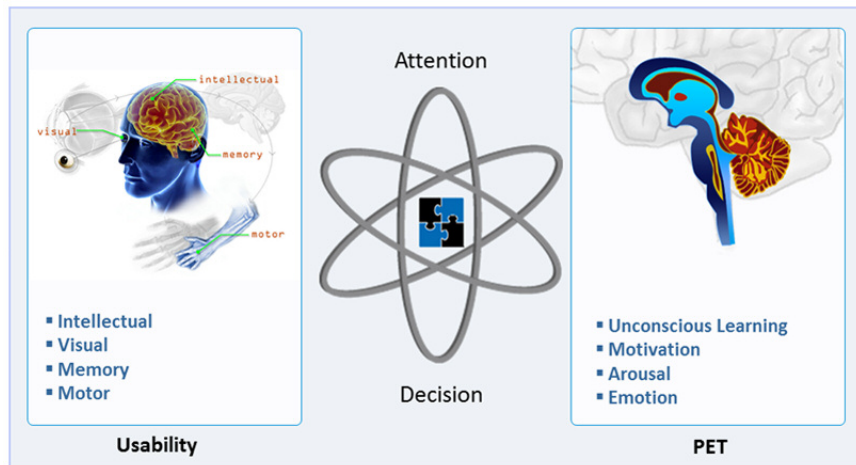 intellectual
visual
memory
motor
▪ Intellectual
▪ Visual
▪ Memory
▪ Motor
Usability
Attention
Decision
▪ Unconscious Learning
▪ Motivation
▪ Arousal
▪ Emotion
PET